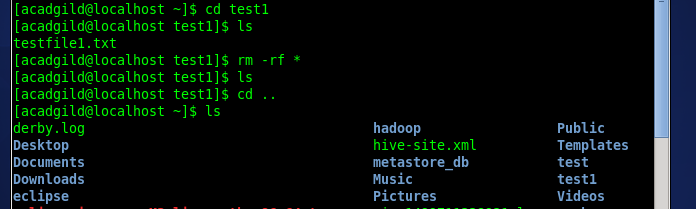 [acadgild@localhost ~]$ cd test1
[acadgild@localhost test1]$ ls
testfile1.txt
[acadgild@localhost test1]$ rm -rf *
[acadgild@localhost test1]$ ls
[acadgild@localhost test1]$ cd ..
[acadgild@localhost ~]$ ls
derby.log hadoop Public
Desktop hive-site.xml Templates
Documents metastore_db test
Downloads Music test1
eclipse Pictures Videos